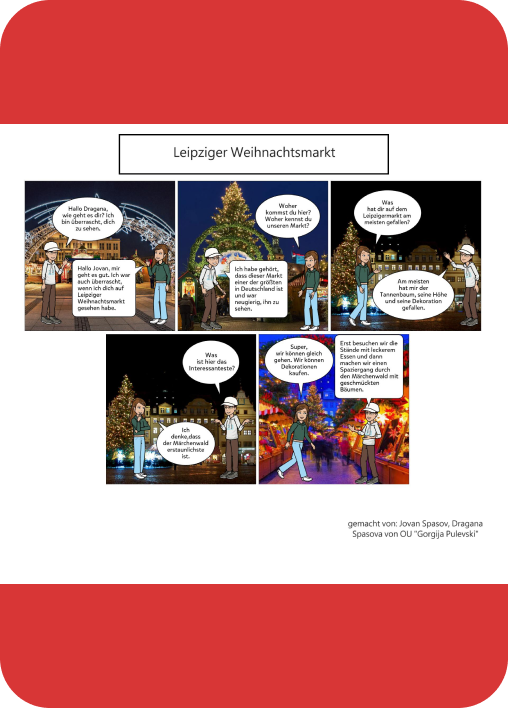 Leipziger Weihnachtsmarkt
Hallo Dragana,
wie geht es dir? Ich
bin überrascht, dich
zu sehen.
Hallo Jovan, mir
geht es gut. Ich war
auch überrascht,
wenn ich dich auf
Leipziger
Weihnachtsmarkt
gesehen habe.
Woher
kommst du hier?
Woher kennst du
unseren Markt?
Ich habe gehört,
dass dieser Markt
einer der größten
in Deutschland ist
und war
neugierig, ihn zu
sehen.
Was
hat dir auf dem
Leipzigermarkt am
meisten gefallen?
Am meisten
hat mir der
Tannenbaum, seine Höhe
und seine Dekoration
gefallen.
Was
ist hier das
Interessanteste?
Ich
denke,dass
der Märchenwald
erstaunlichste
ist.
Super,
wir können gleich
gehen. Wir können
Dekorationen
kaufen.
Erst besuchen wir die
Stände mit leckerem
Essen und dann
machen wir einen
Spaziergang durch
den Märchenwald mit
geschmückten
Bäumen.
gemacht von: Jovan Spasov, Dragana
Spasova von OU "Gorgija Pulevski"